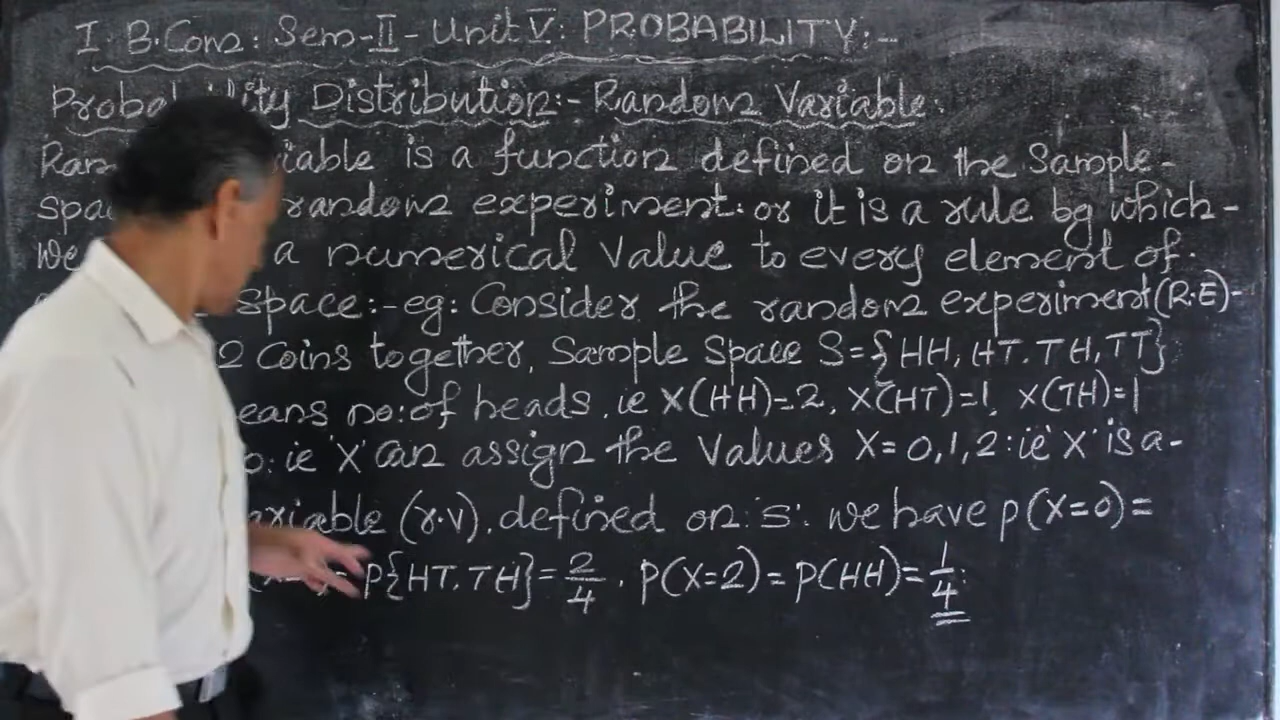 I B.Com: Sem-II- Unit V: PROBABILITY:-
Probability Distribution:- Random Variable:
Ran iable is a function defined on the Sample-
spa random experiment: or it is a rule by which-
we a numerical Value to every element of.
Space:-eg: Consider the random experiment (R.E)-
2 Coins together, Sample Space S={HH, HT, TH, TT}
eans no: of heads, ie X(HH)=2, X(HT)=1, X(TH)=1
0: ie 'X' can assign the Values X=0,1,2: ie 'X' is a-
ariable (r.v), defined on 's'. we have p(X=0)=
= P{HT, TH} = 2/4, p(X=2) = p(HH) = 1/4